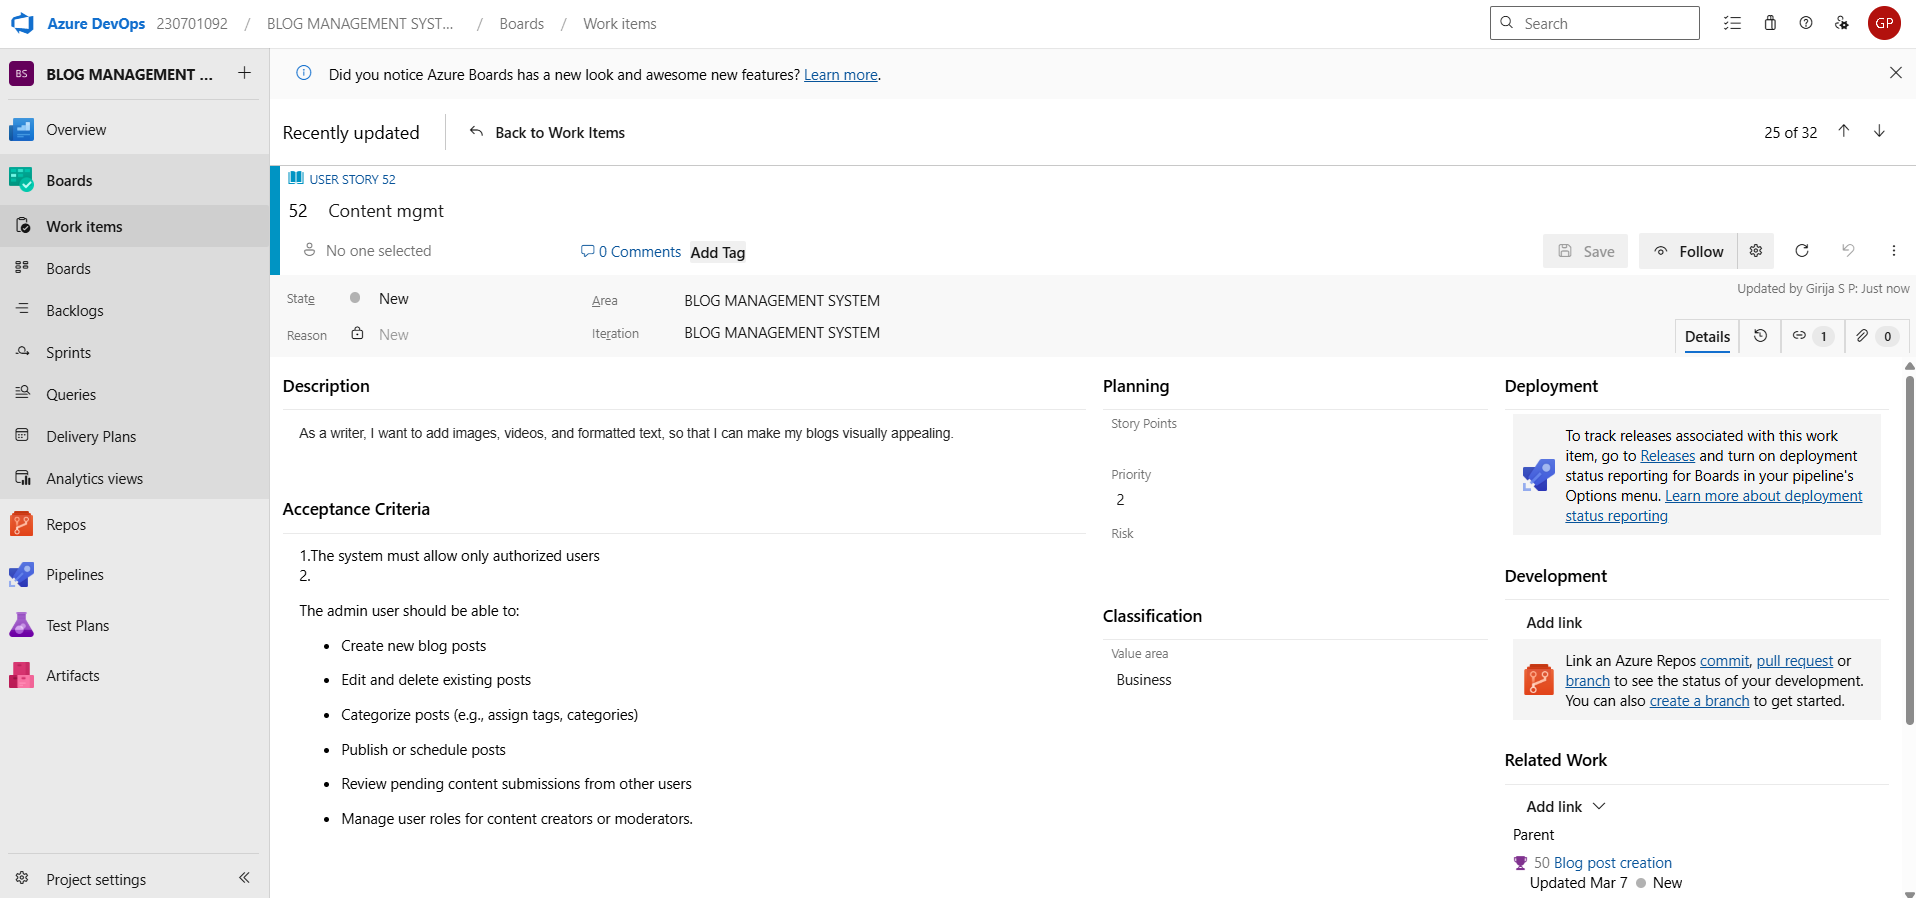 Azure DevOps 230701092 / BLOG MANAGEMENT SYST... / Boards / Work items
Search
GP
BS BLOG MANAGEMENT ...
Overview
Boards
Work items
Boards
Backlogs
Sprints
Queries
Delivery Plans
Analytics views
Repos
Pipelines
Test Plans
Artifacts
Project settings
Did you notice Azure Boards has a new look and awesome new features? Learn more.
Recently updated
Back to Work Items
25 of 32
USER STORY 52
52 Content mgmt
No one selected
0 Comments
Add Tag
Save
Follow
State New
Area BLOG MANAGEMENT SYSTEM
Updated by Girija S P: Just now
Reason New
Iteration BLOG MANAGEMENT SYSTEM
Details
1
0
Description
As a writer, I want to add images, videos, and formatted text, so that I can make my blogs visually appealing.
Acceptance Criteria
1.The system must allow only authorized users
2.
The admin user should be able to:
• Create new blog posts
• Edit and delete existing posts
• Categorize posts (e.g., assign tags, categories)
• Publish or schedule posts
• Review pending content submissions from other users
• Manage user roles for content creators or moderators.
Planning
Story Points
Priority
2
Risk
Classification
Value area
Business
Deployment
To track releases associated with this work
item, go to Releases and turn on deployment
status reporting for Boards in your pipeline's
Options menu. Learn more about deployment
status reporting
Development
Add link
Link an Azure Repos commit, pull request or
branch to see the status of your development.
You can also create a branch to get started.
Related Work
Add link
Parent
50 Blog post creation
Updated Mar 7 New